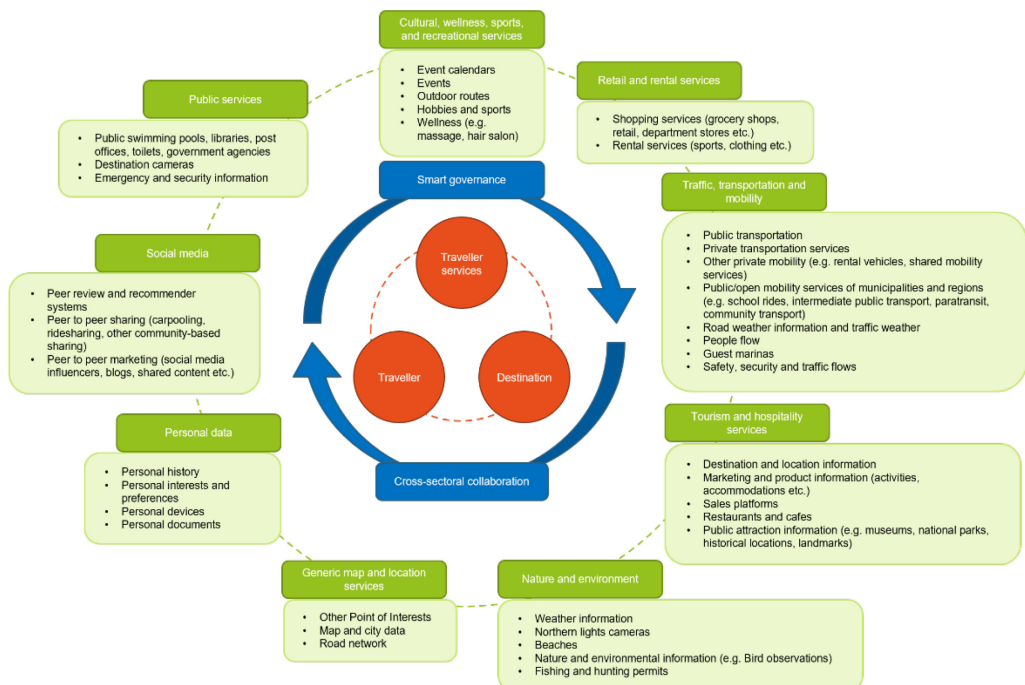 Cultural, wellness, sports,
and recreational services
• Event calendars
• Events
• Outdoor routes
• Hobbies and sports
• Wellness (e.g.
massage, hair salon)
Retail and rental services
• Shopping services (grocery shops,
retail, department stores etc.)
• Rental services (sports, clothing etc.)
Traffic, transportation and
mobility
• Public transportation
• Private transportation services
• Other private mobility (e.g. rental vehicles, shared mobility
services)
• Public/open mobility services of municipalities and regions
(e.g. school rides, intermediate public transport, paratransit,
community transport)
• Road weather information and traffic weather
• People flow
• Guest marinas
• Safety, security and traffic flows
Tourism and hospitality
services
• Destination and location information
• Marketing and product information (activities,
accommodations etc.)
• Sales platforms
• Restaurants and cafes
• Public attraction information (e.g. museums, national parks,
historical locations, landmarks)
Nature and environment
• Weather information
• Northern lights cameras
• Beaches
• Nature and environmental information (e.g. Bird observations)
• Fishing and hunting permits
Generic map and location
services
• Other Point of Interests
• Map and city data
• Road network
Personal data
• Personal history
• Personal interests and
preferences
• Personal devices
• Personal documents
Social media
• Peer review and recommender
systems
• Peer to peer sharing (carpooling,
ridesharing, other community-based
sharing)
• Peer to peer marketing (social media
influencers, blogs, shared content etc.)
Public services
• Public swimming pools, libraries, post
offices, toilets, government agencies
• Destination cameras
• Emergency and security information
Smart governance
Traveller
services
Traveller
Destination
Cross-sectoral collaboration